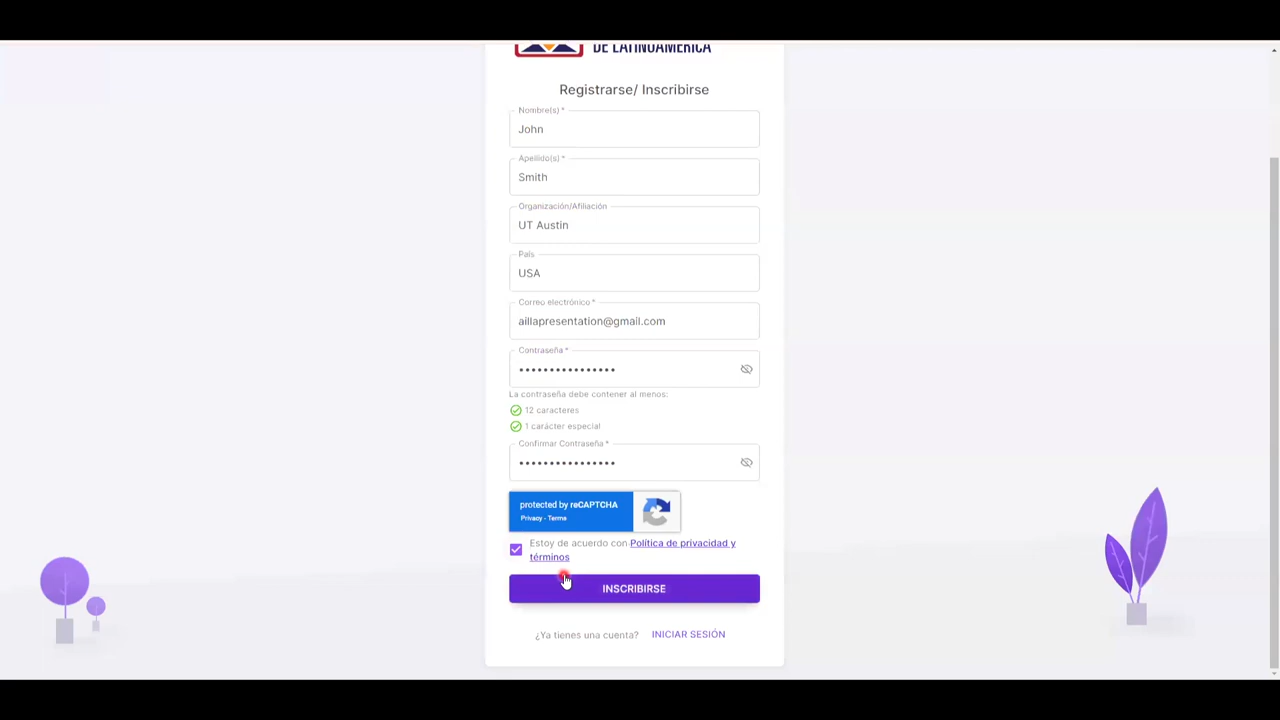 DE LATINOAMÉRICA
Registrarse/ Inscribirse
Nombre(s) *
John
Apellido(s) *
Smith
Organización/Afiliación
UT Austin
País
USA
Correo electrónico *
aillapresentation@gmail.com
Contraseña *
••••••••••••••••
La contraseña debe contener al menos:
12 caracteres
1 carácter especial
Confirmar Contraseña *
••••••••••••••••
protected by reCAPTCHA
Privacy - Terms
Estoy de acuerdo con Política de privacidad y
términos
INSCRIBIRSE
¿Ya tienes una cuenta? INICIAR SESIÓN